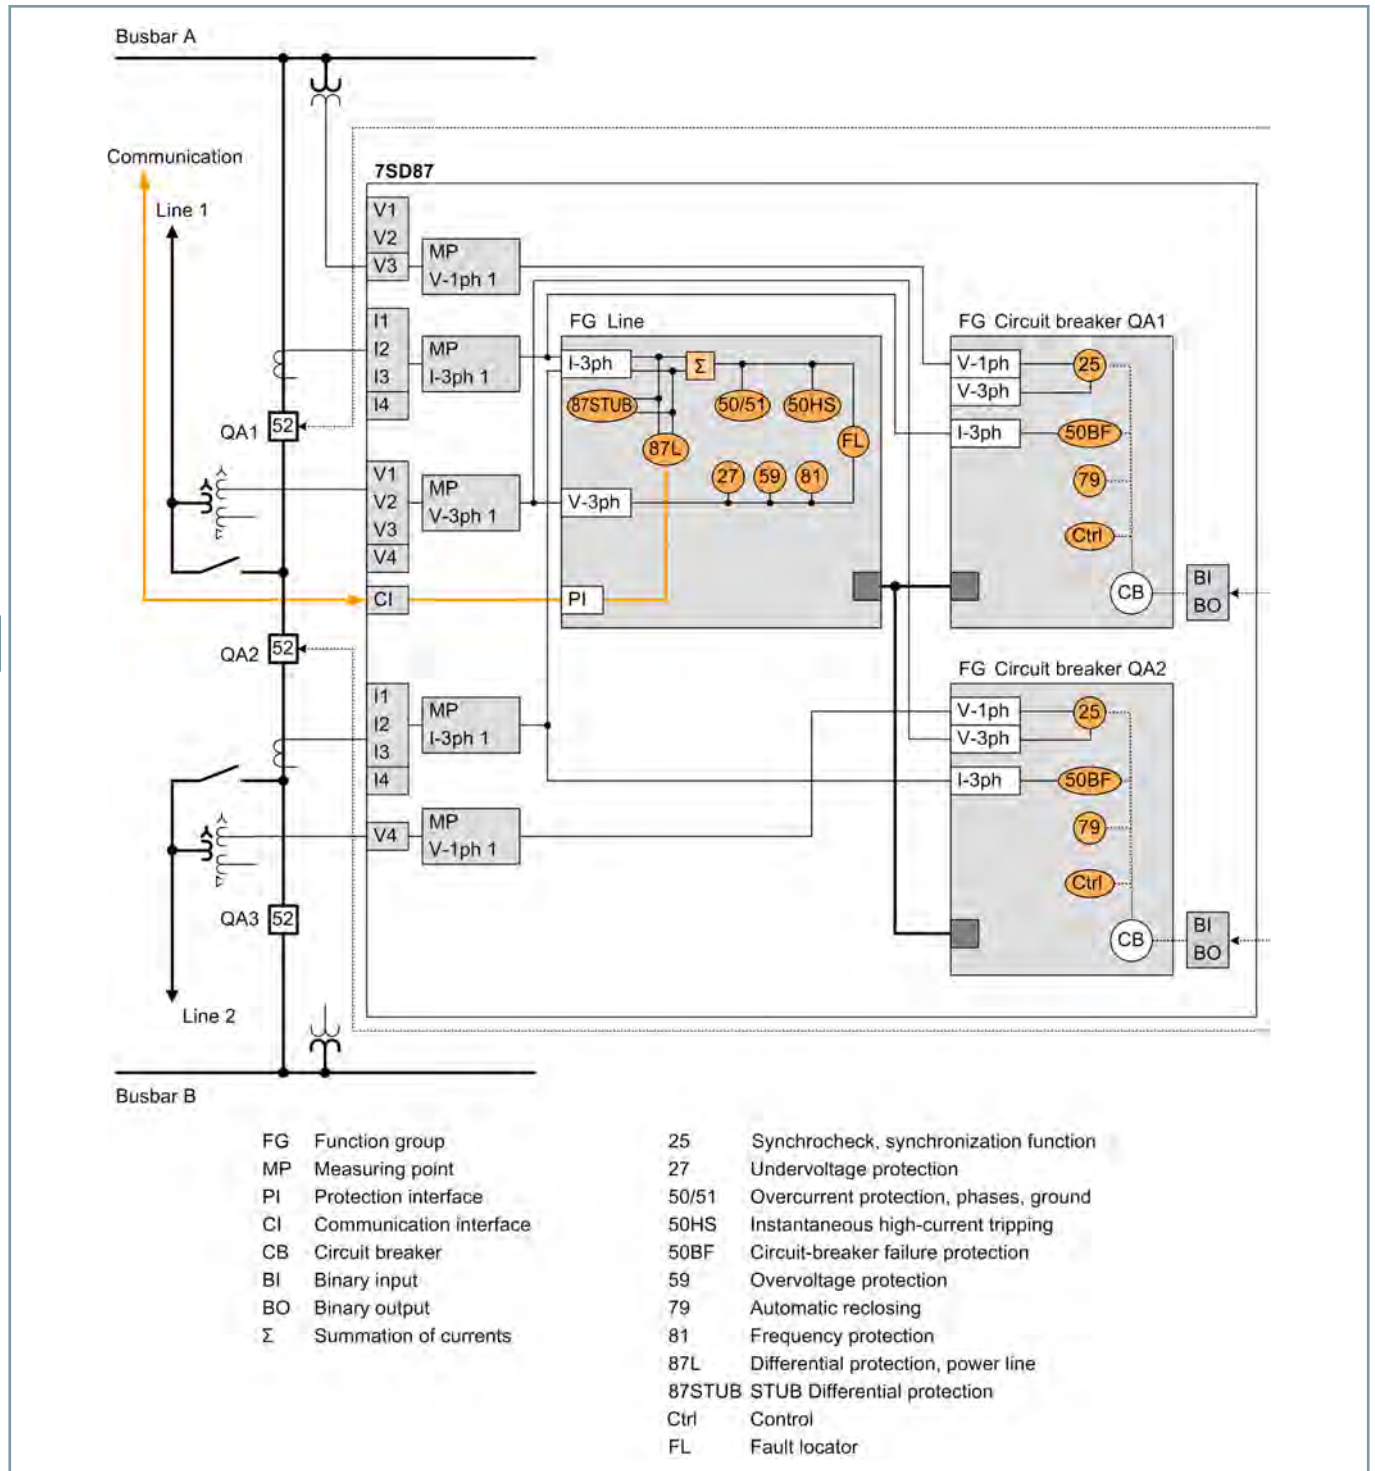 Busbar A
Communication
7SD87
Line 1
V1
V2
V3
MP
V-1ph 1
I1
I2
I3
I4
MP
I-3ph 1
FG Line
FG Circuit breaker QA1
I-3ph
Σ
87STUB
50/51
50HS
87L
FL
27
59
81
V-1ph
V-3ph
25
I-3ph
50BF
79
Ctrl
CB
BI
BO
QA1
52
V1
V2
V3
V4
MP
V-3ph 1
V-3ph
CI
PI
QA2
52
FG Circuit breaker QA2
I1
I2
I3
I4
MP
I-3ph 1
V-1ph
V-3ph
25
I-3ph
50BF
79
Ctrl
CB
BI
BO
V4
MP
V-1ph 1
QA3
52
Line 2
Busbar B
FG Function group
MP Measuring point
PI Protection interface
CI Communication interface
CB Circuit breaker
BI Binary input
BO Binary output
Σ Summation of currents
25 Synchrocheck, synchronization function
27 Undervoltage protection
50/51 Overcurrent protection, phases, ground
50HS Instantaneous high-current tripping
50BF Circuit-breaker failure protection
59 Overvoltage protection
79 Automatic reclosing
81 Frequency protection
87L Differential protection, power line
87STUB STUB Differential protection
Ctrl Control
FL Fault locator